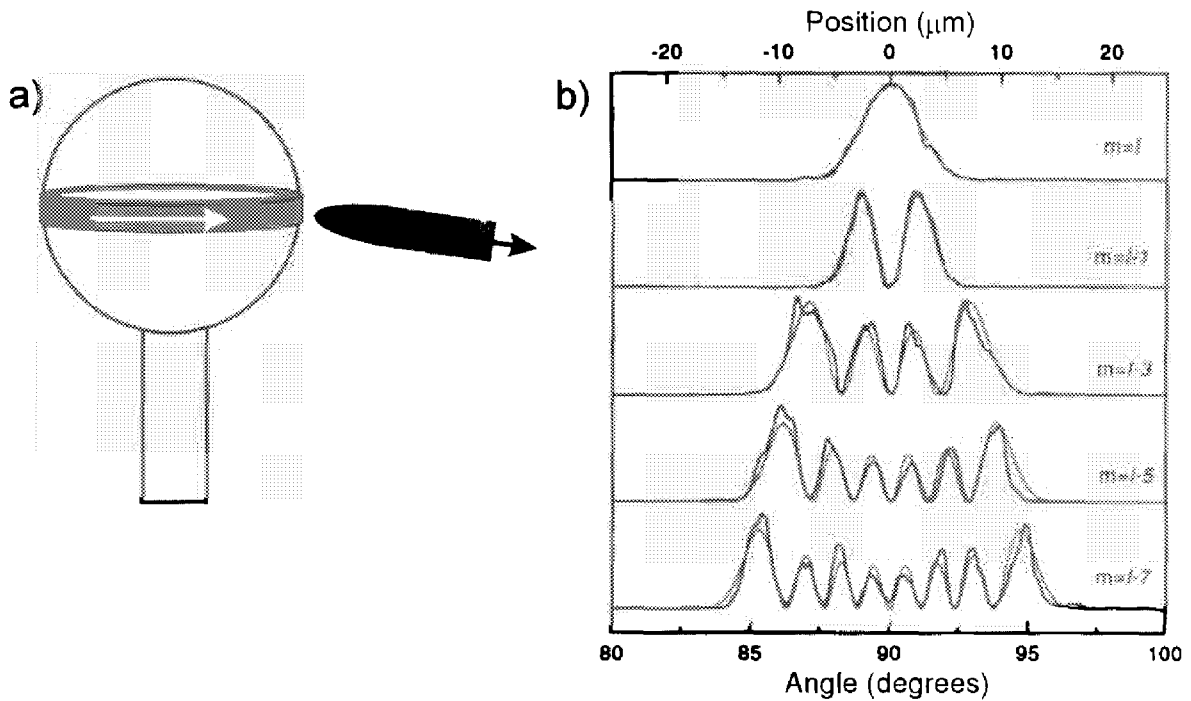 a)
b)
Position (μm)
-20 -10 0 10 20
m=l
m=l-1
m=l-3
m=l-5
m=l-7
80 85 90 95 100
Angle (degrees)